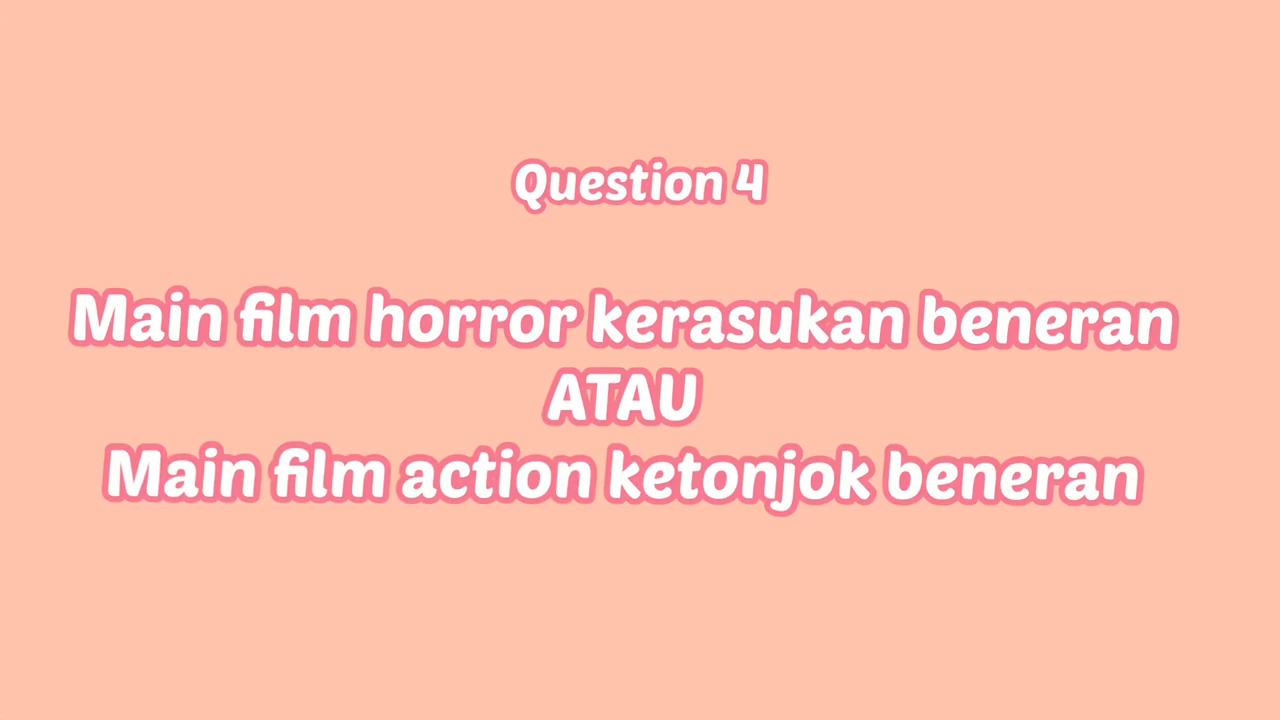 Question 4
Main film horror kerasukan beneran
ATAU
Main film action ketonjok beneran